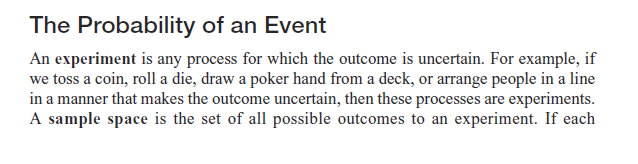 The Probability of an Event
An experiment is any process for which the outcome is uncertain. For example, if
we toss a coin, roll a die, draw a poker hand from a deck, or arrange people in a line
in a manner that makes the outcome uncertain, then these processes are experiments.
A sample space is the set of all possible outcomes to an experiment. If each